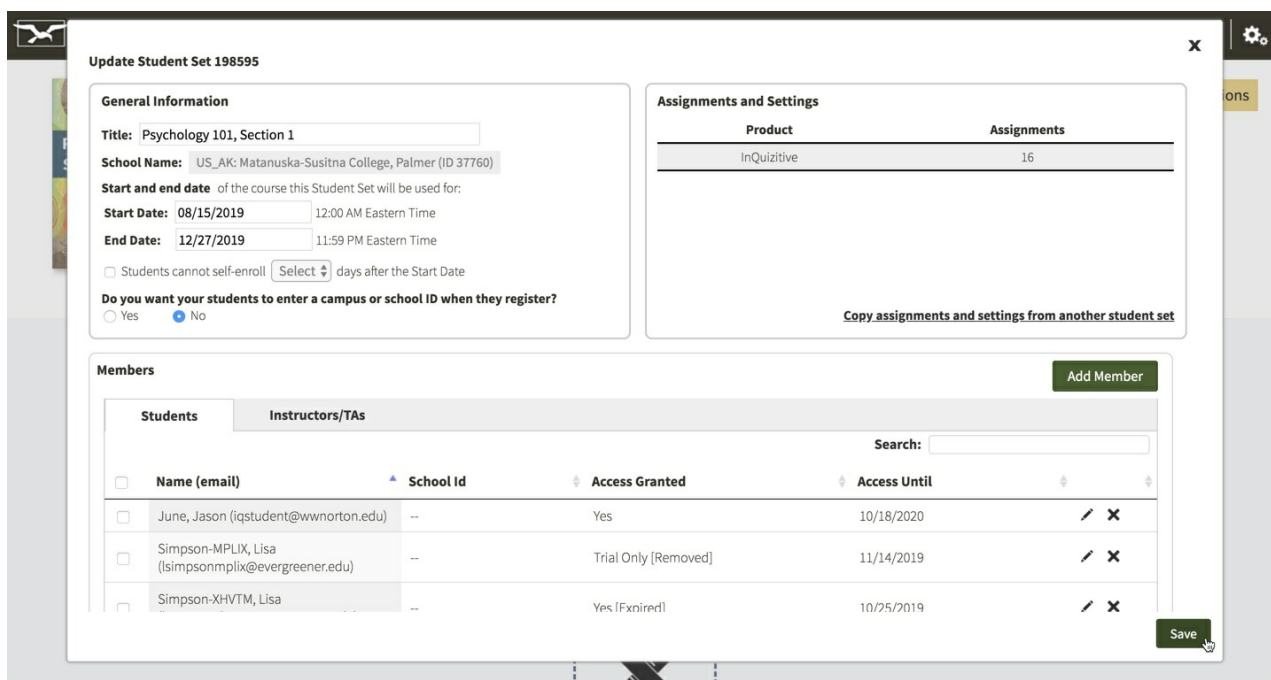 Update Student Set 198595
X
ions
General Information
Title: Psychology 101, Section 1
School Name: US_AK: Matanuska-Susitna College, Palmer (ID 37760)
Start and end date of the course this Student Set will be used for:
Start Date: 08/15/2019 12:00 AM Eastern Time
End Date: 12/27/2019 11:59 PM Eastern Time
Students cannot self-enroll Select days after the Start Date
Do you want your students to enter a campus or school ID when they register?
Yes No
Assignments and Settings
Product Assignments
InQuizitive 16
Copy assignments and settings from another student set
Members
Add Member
Students Instructors/TAs
Search:
Name (email) School Id Access Granted Access Until
June, Jason (iqstudent@wwnorton.edu) -- Yes 10/18/2020
Simpson-MPLIX, Lisa
(lsimpsonmplix@evergreener.edu) -- Trial Only [Removed] 11/14/2019
Simpson-XHVTM, Lisa
-- Yes [Expired] 10/25/2019
Save